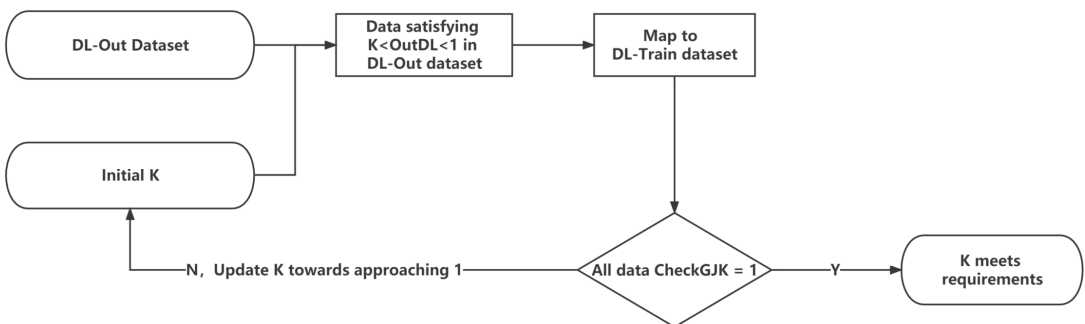 DL-Out Dataset
Data satisfying
K<OutDL<1 in
DL-Out dataset
Map to
DL-Train dataset
Initial K
N，Update K towards approaching 1
All data CheckGJK = 1
Y
K meets
requirements